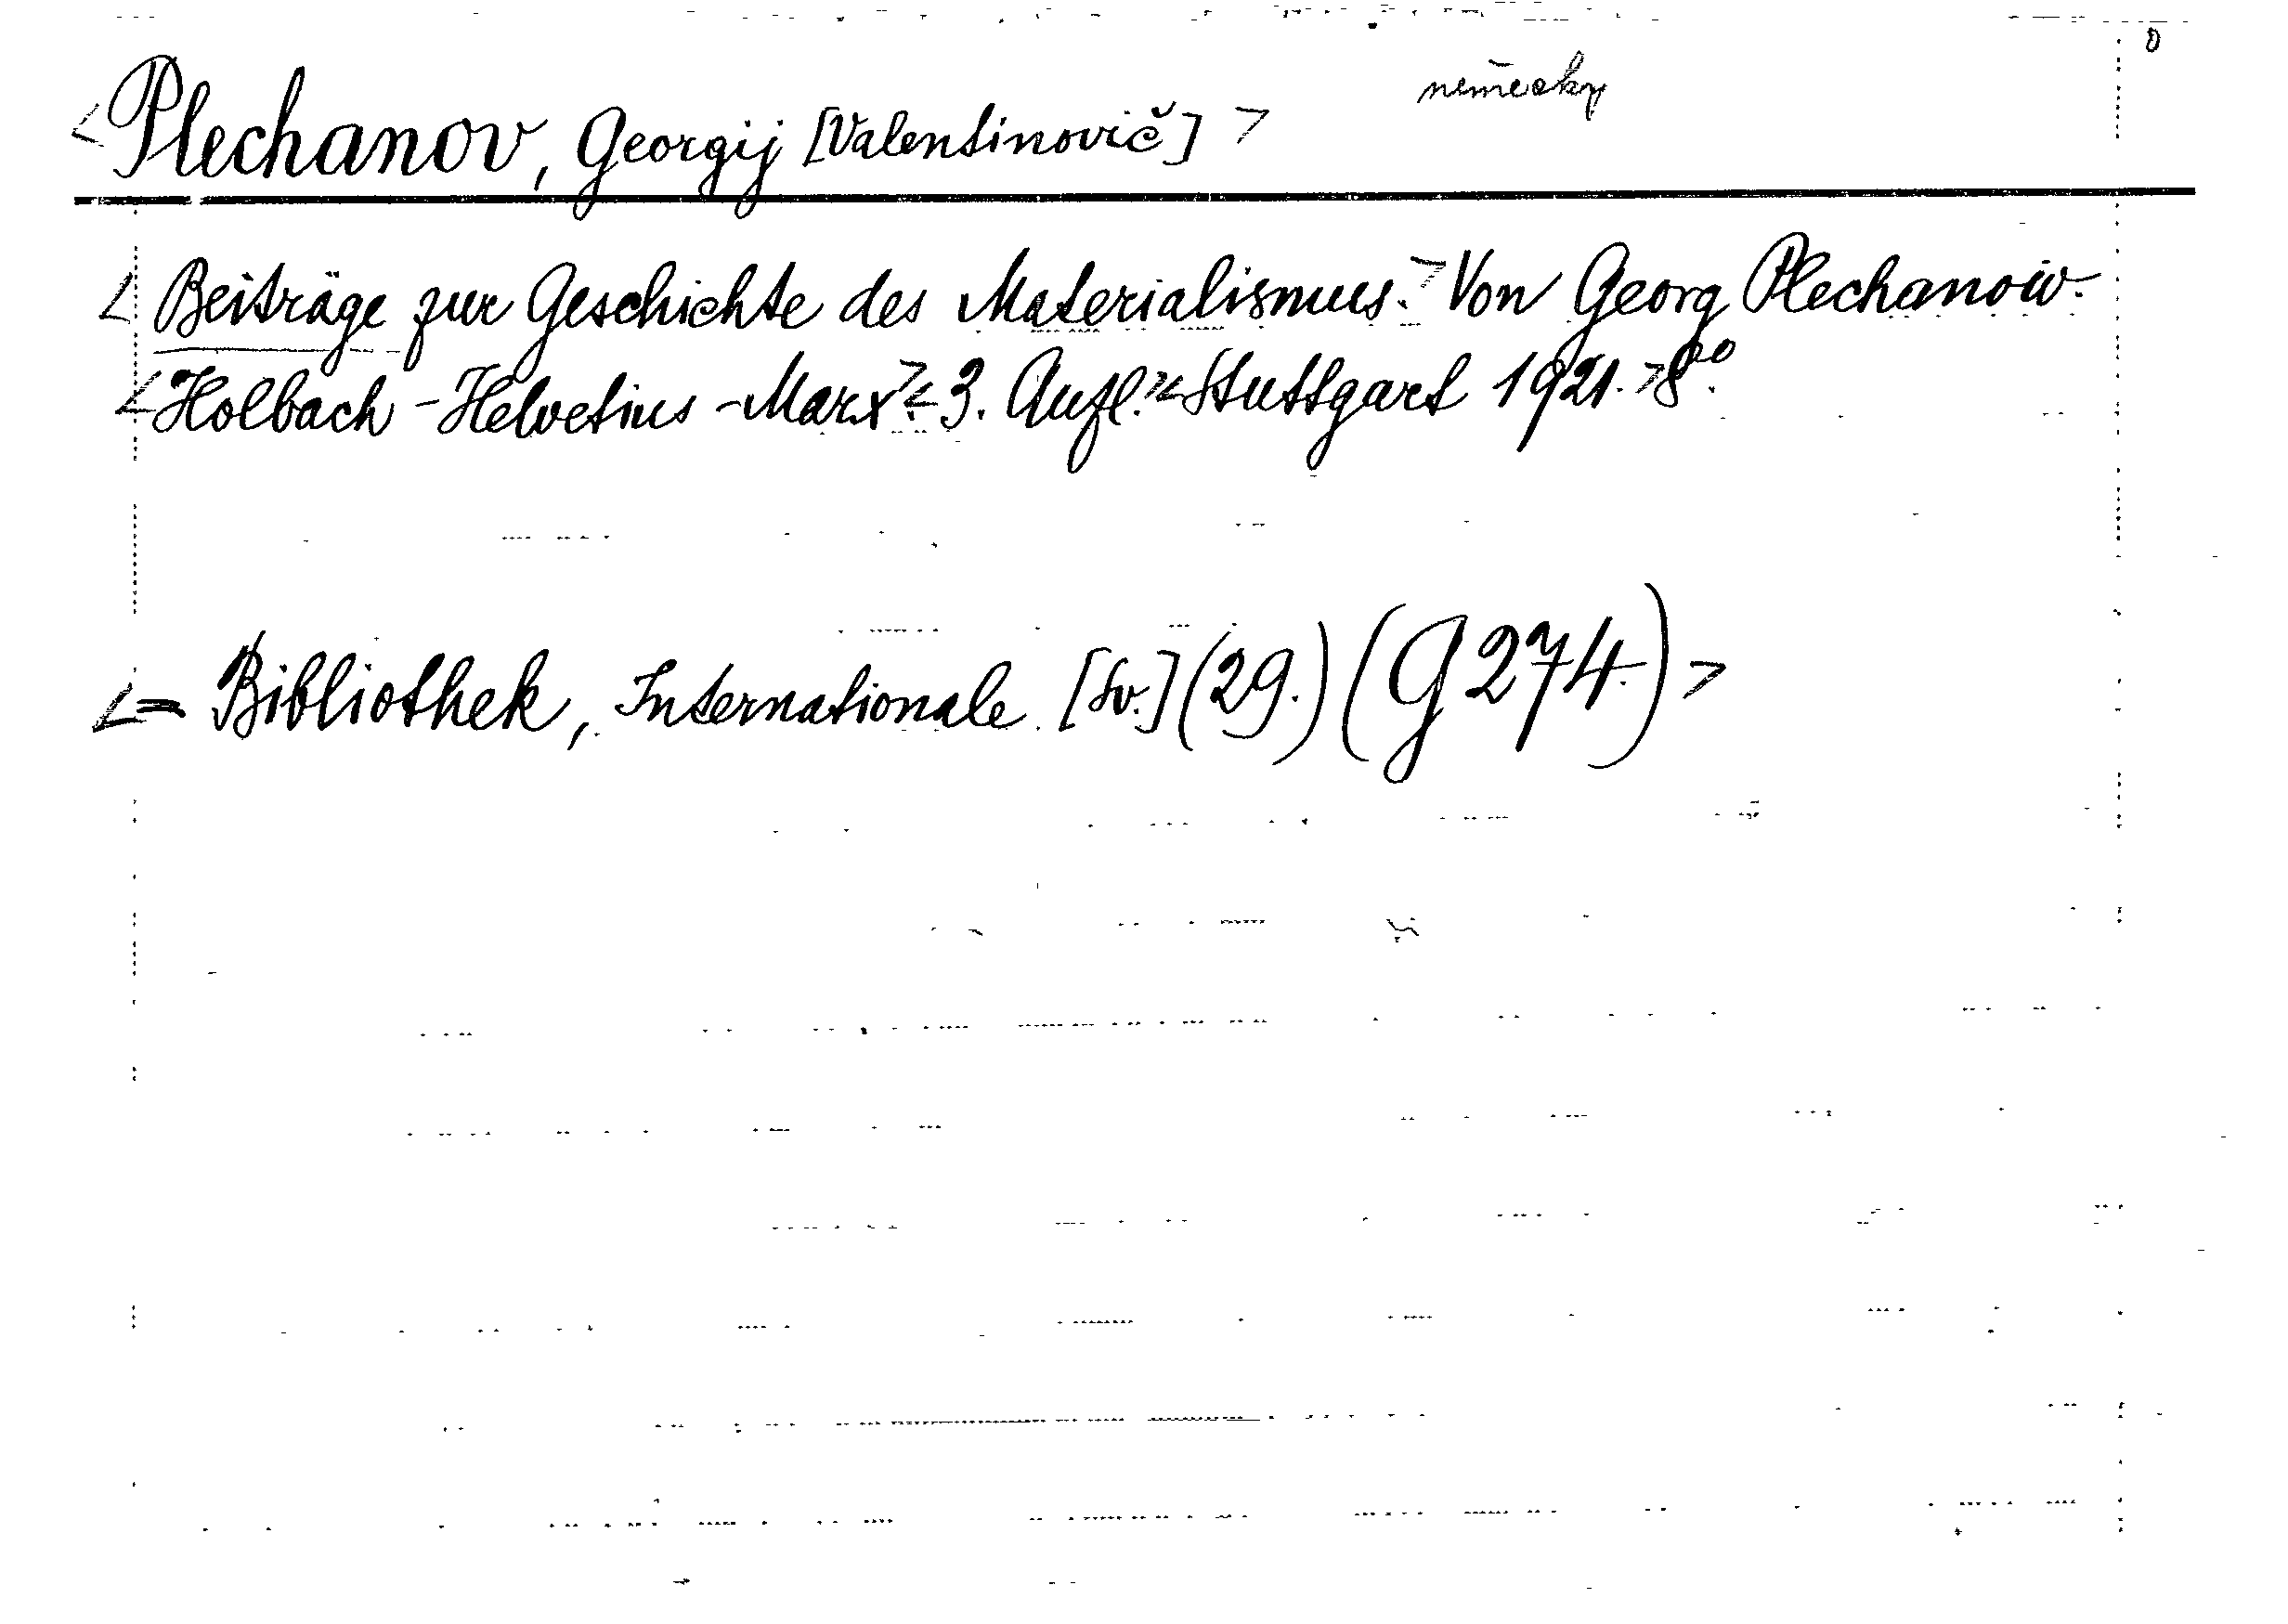 německy
<Plechanov, Georgij [Valentinovič]>
<Beiträge zur Geschichte des Materialismus.> Von Georg Plechanow.
<Holbach - Helvetius - Marx.><3. Aufl.><Stuttgart 1921.> 8°°.
<= Bibliothek, Internationale. [Sv.] (29.) (G 274.)>